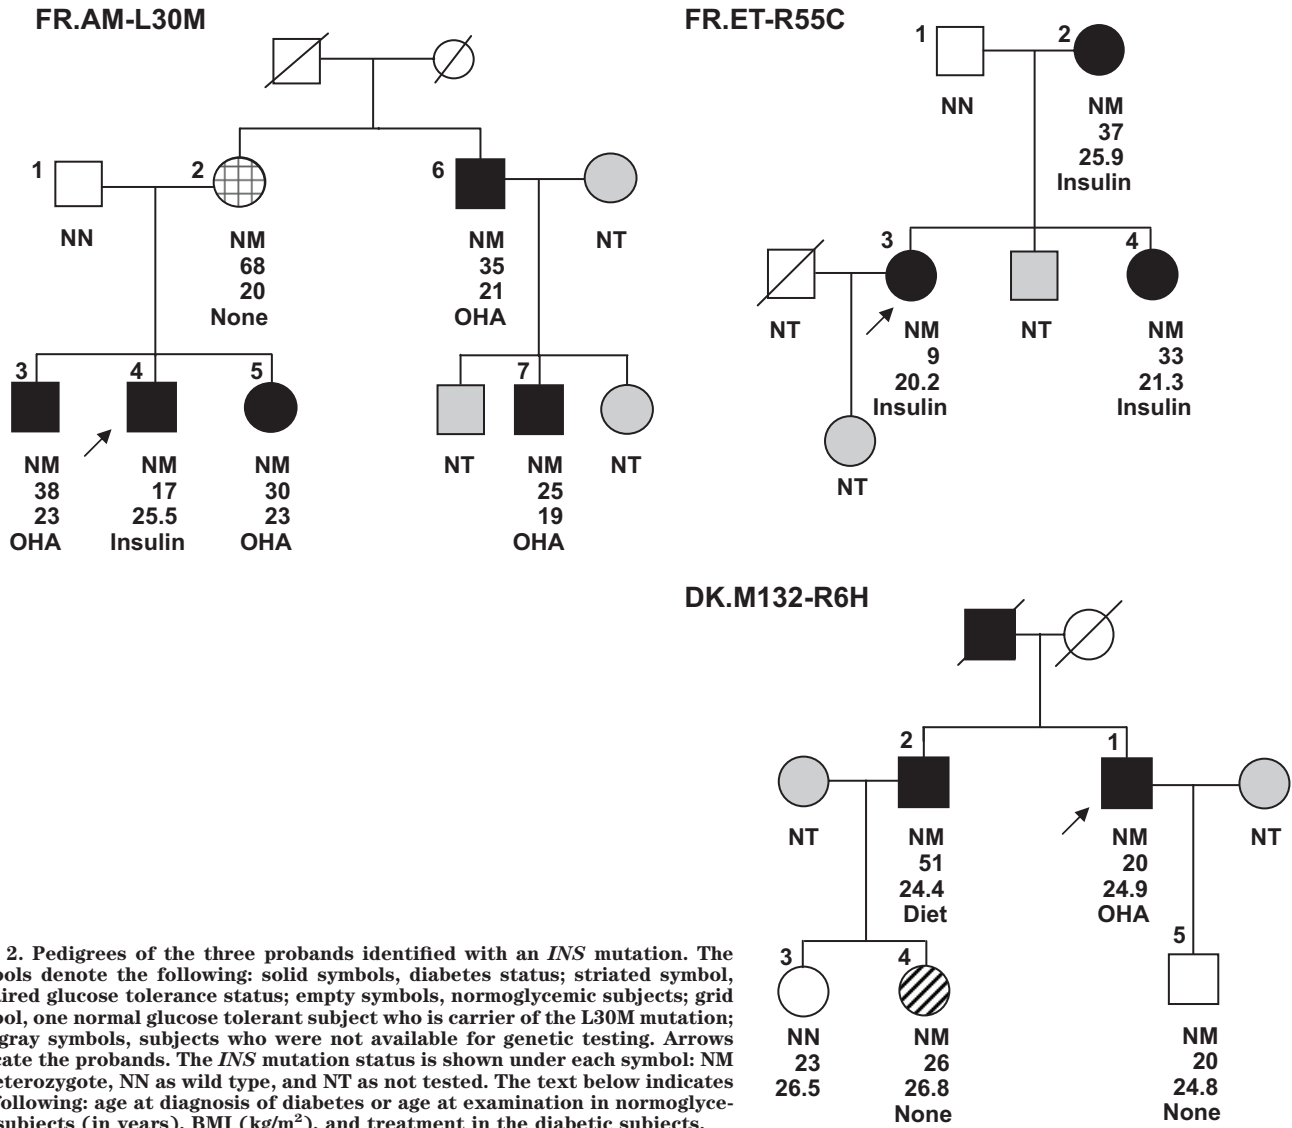 FR.AM-L30M
1
2
6
NN
NM
68
20
None
NM
35
21
OHA
NT
3
4
5
7
NM
38
23
OHA
NM
17
25.5
Insulin
NM
30
23
OHA
NT
NM
25
19
OHA
NT
FR.ET-R55C
1
2
NN
NM
37
25.9
Insulin
3
4
NT
NM
9
20.2
Insulin
NT
NM
33
21.3
Insulin
NT
DK.M132-R6H
2
1
NT
NM
51
24.4
Diet
NM
20
24.9
OHA
NT
3
4
5
NN
23
26.5
NM
26
26.8
None
NM
20
24.8
None
2. Pedigrees of the three probands identified with an INS mutation. The
ools denote the following: solid symbols, diabetes status; striated symbol,
ired glucose tolerance status; empty symbols, normoglycemic subjects; grid
ool, one normal glucose tolerant subject who is carrier of the L30M mutation;
gray symbols, subjects who were not available for genetic testing. Arrows
cate the probands. The INS mutation status is shown under each symbol: NM
eterozygote, NN as wild type, and NT as not tested. The text below indicates
following: age at diagnosis of diabetes or age at examination in normoglyce-
subjects (in years), BMI (kg/m²), and treatment in the diabetic subjects.